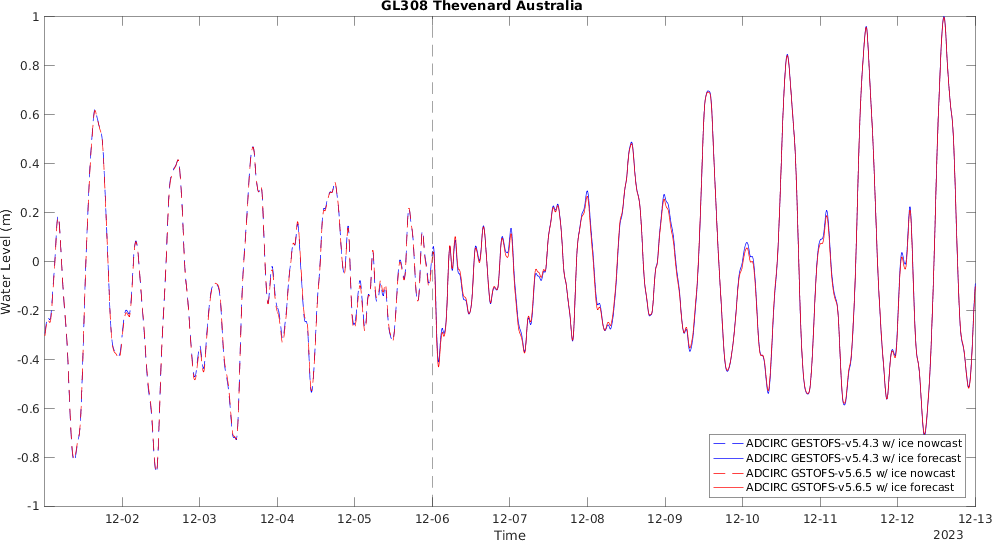 GL308 Thevenard Australia
1
0.8
0.6
0.4
0.2
0
-0.2
-0.4
-0.6
-0.8
-1
Water Level (m)
ADCIRC GESTOFS-v5.4.3 w/ ice nowcast
ADCIRC GESTOFS-v5.4.3 w/ ice forecast
ADCIRC GSTOFS-v5.6.5 w/ ice nowcast
ADCIRC GSTOFS-v5.6.5 w/ ice forecast
12-02 12-03 12-04 12-05 12-06 12-07 12-08 12-09 12-10 12-11 12-12 12-13
Time
2023